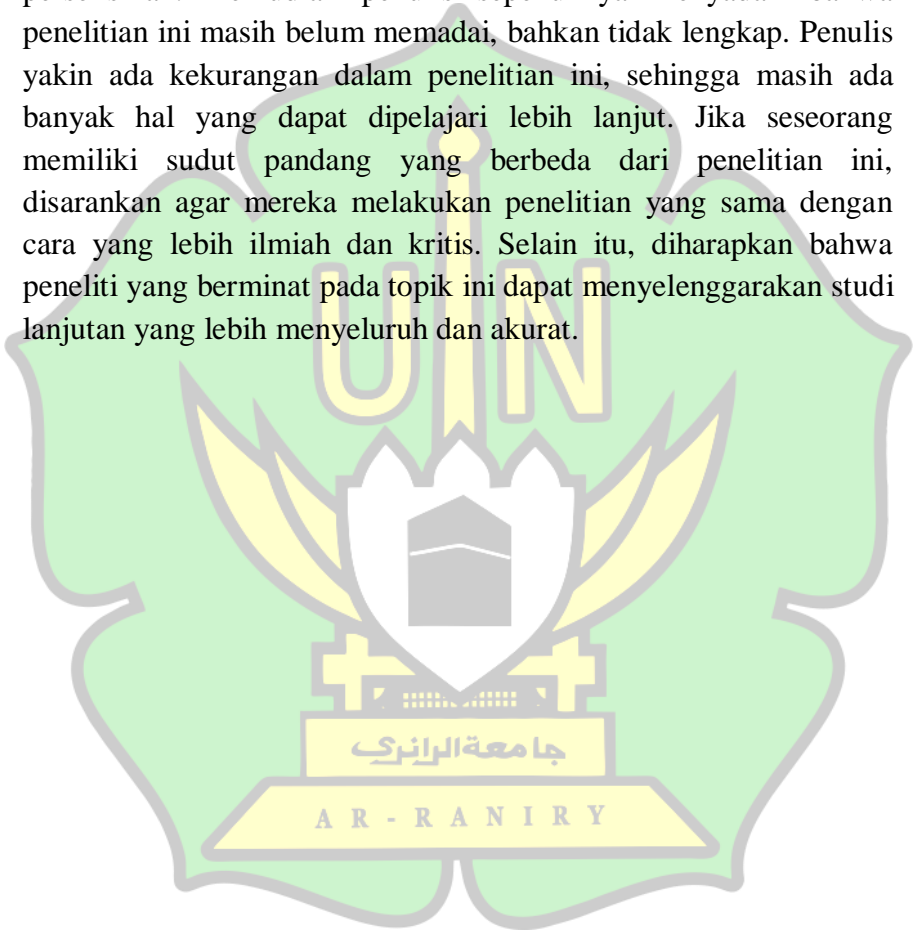 penelitian ini masih belum memadai, bahkan tidak lengkap. Penulis
yakin ada kekurangan dalam penelitian ini, sehingga masih ada
banyak hal yang dapat dipelajari lebih lanjut. Jika seseorang
memiliki sudut pandang yang berbeda dari penelitian ini,
disarankan agar mereka melakukan penelitian yang sama dengan
cara yang lebih ilmiah dan kritis. Selain itu, diharapkan bahwa
peneliti yang berminat pada topik ini dapat menyelenggarakan studi
lanjutan yang lebih menyeluruh dan akurat.
UIN
جامعة الرانري
AR-RANIRY